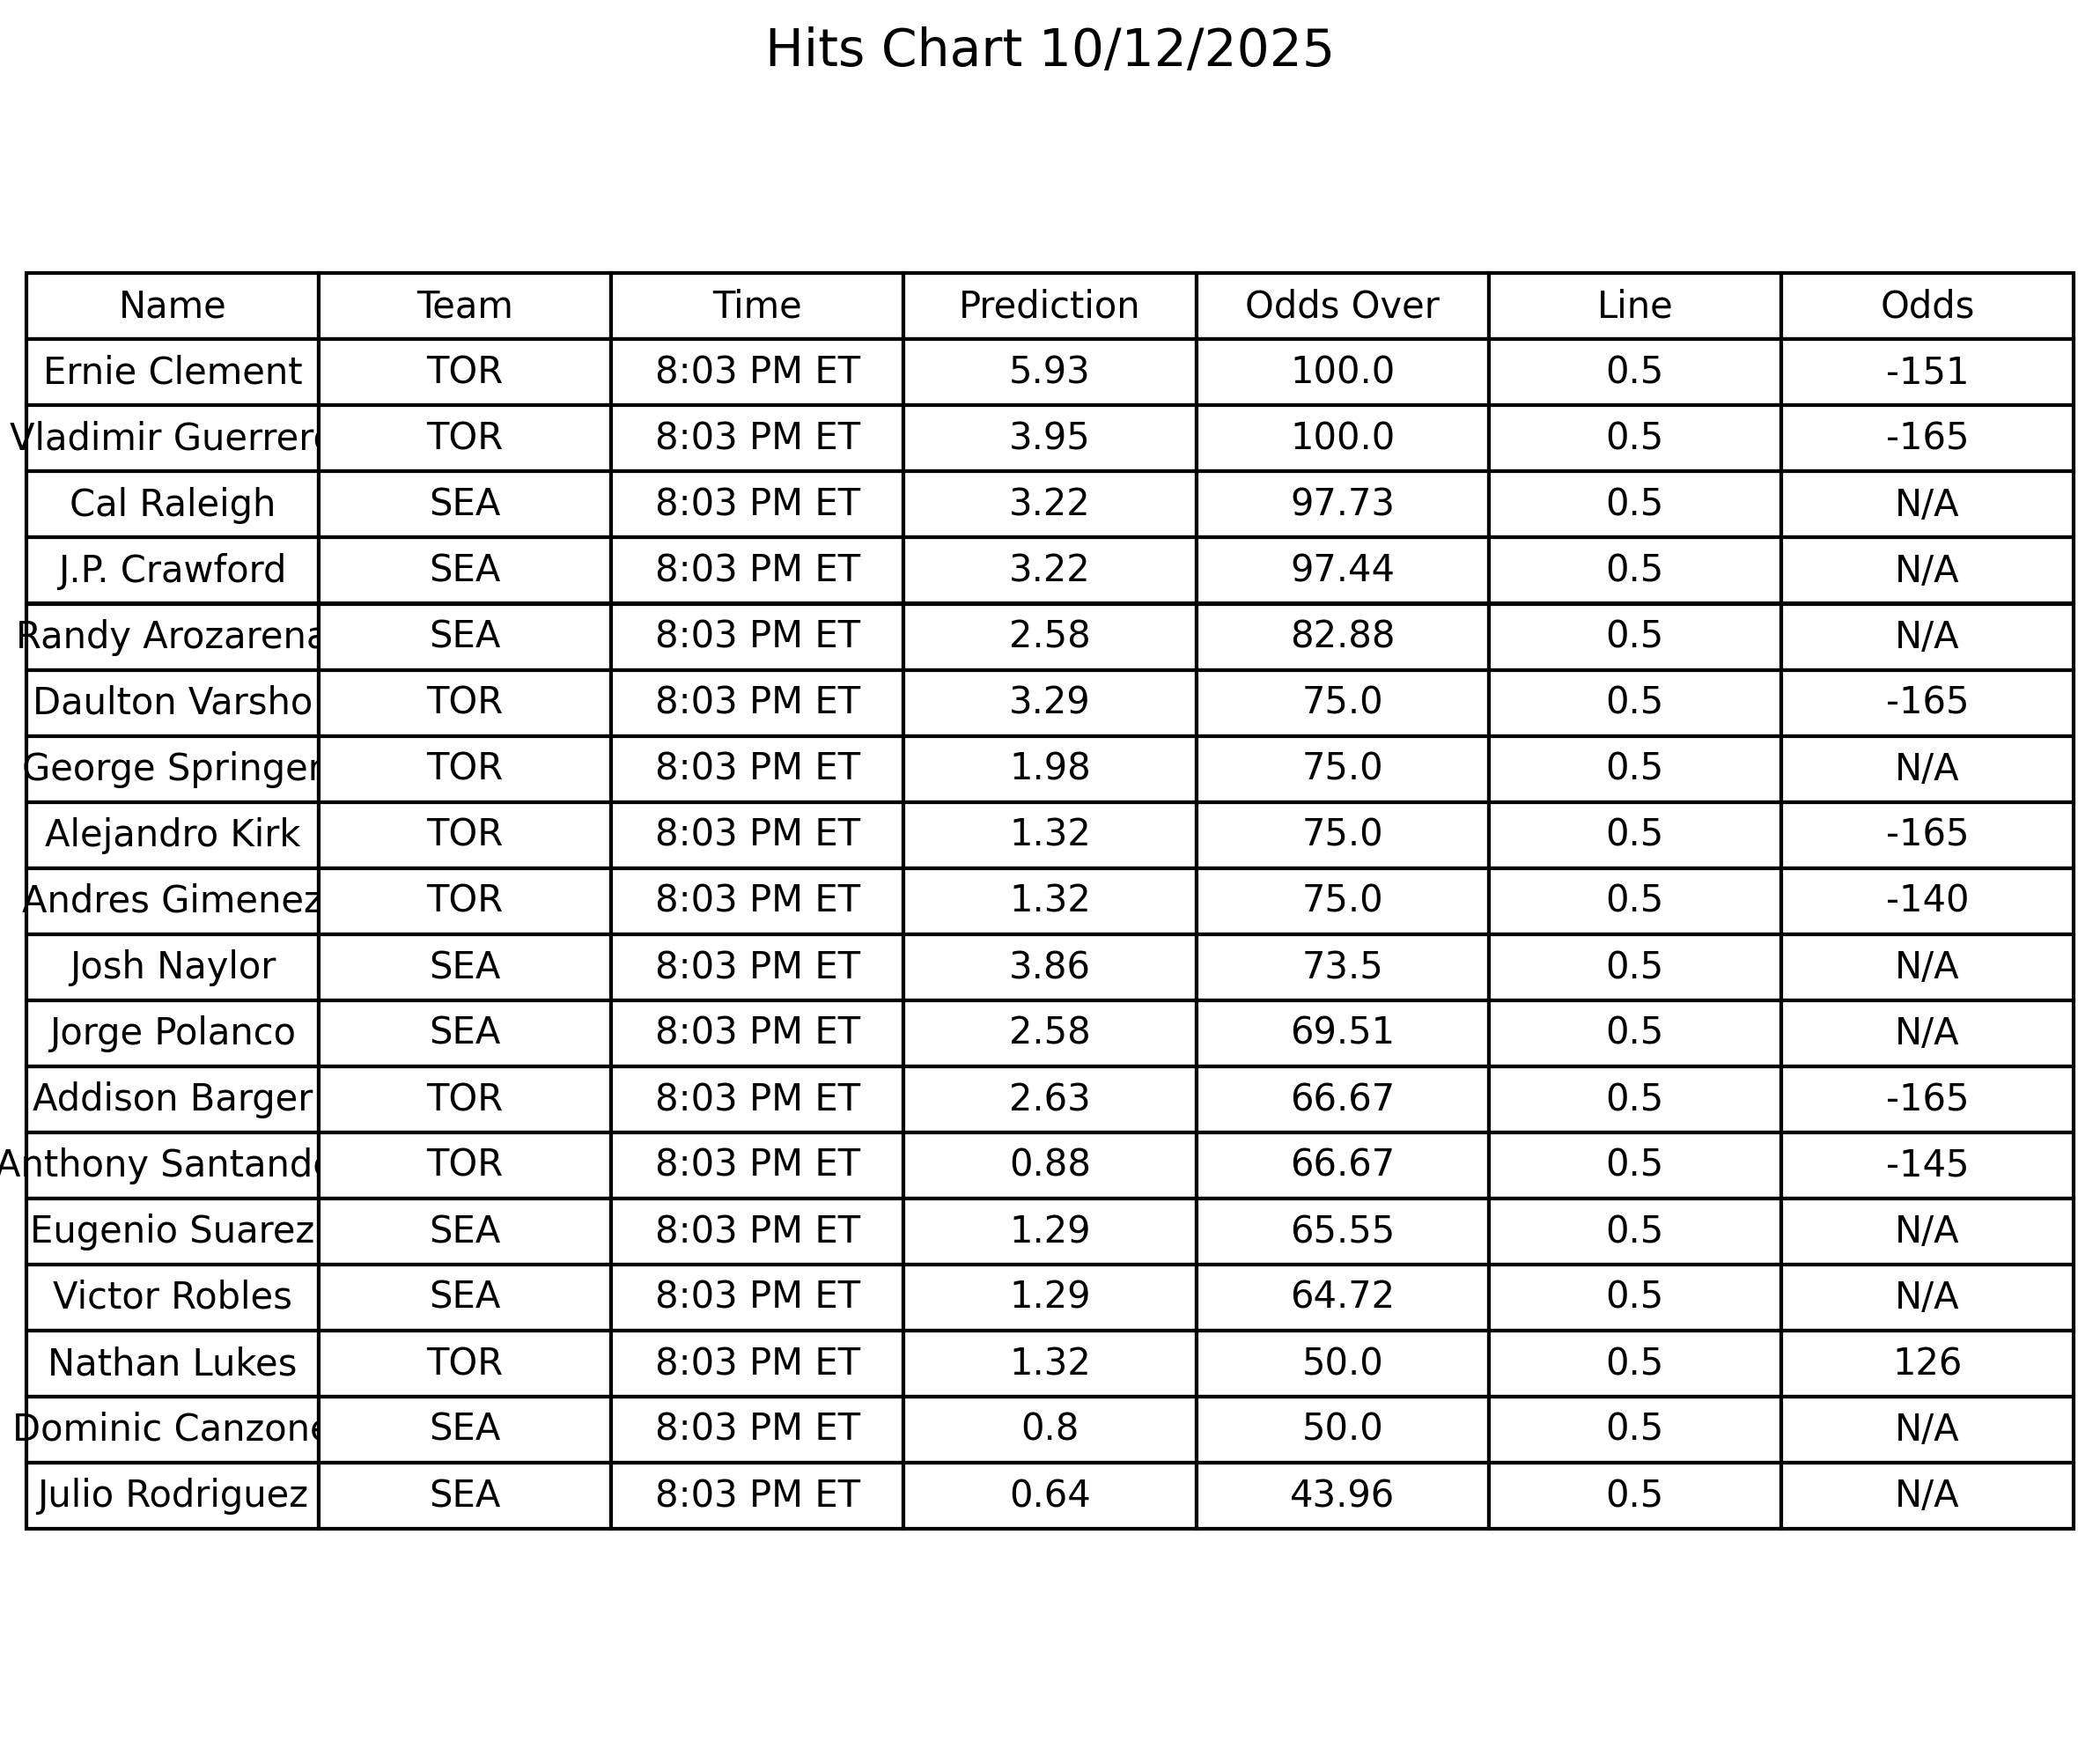 Hits Chart 10/12/2025
Name Team Time Prediction Odds Over Line Odds
Ernie Clement TOR 8:03 PM ET 5.93 100.0 0.5 -151
Vladimir Guerrero TOR 8:03 PM ET 3.95 100.0 0.5 -165
Cal Raleigh SEA 8:03 PM ET 3.22 97.73 0.5 N/A
J.P. Crawford SEA 8:03 PM ET 3.22 97.44 0.5 N/A
Randy Arozarena SEA 8:03 PM ET 2.58 82.88 0.5 N/A
Daulton Varsho TOR 8:03 PM ET 3.29 75.0 0.5 -165
George Springer TOR 8:03 PM ET 1.98 75.0 0.5 N/A
Alejandro Kirk TOR 8:03 PM ET 1.32 75.0 0.5 -165
Andres Gimenez TOR 8:03 PM ET 1.32 75.0 0.5 -140
Josh Naylor SEA 8:03 PM ET 3.86 73.5 0.5 N/A
Jorge Polanco SEA 8:03 PM ET 2.58 69.51 0.5 N/A
Addison Barger TOR 8:03 PM ET 2.63 66.67 0.5 -165
Anthony Santande TOR 8:03 PM ET 0.88 66.67 0.5 -145
Eugenio Suarez SEA 8:03 PM ET 1.29 65.55 0.5 N/A
Victor Robles SEA 8:03 PM ET 1.29 64.72 0.5 N/A
Nathan Lukes TOR 8:03 PM ET 1.32 50.0 0.5 126
Dominic Canzone SEA 8:03 PM ET 0.8 50.0 0.5 N/A
Julio Rodriguez SEA 8:03 PM ET 0.64 43.96 0.5 N/A